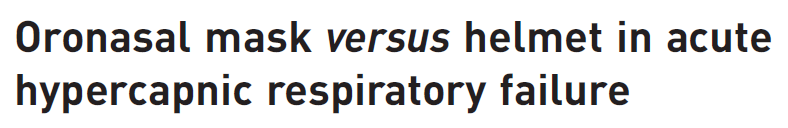 Oronasal mask versus helmet in acute
hypercapnic respiratory failure